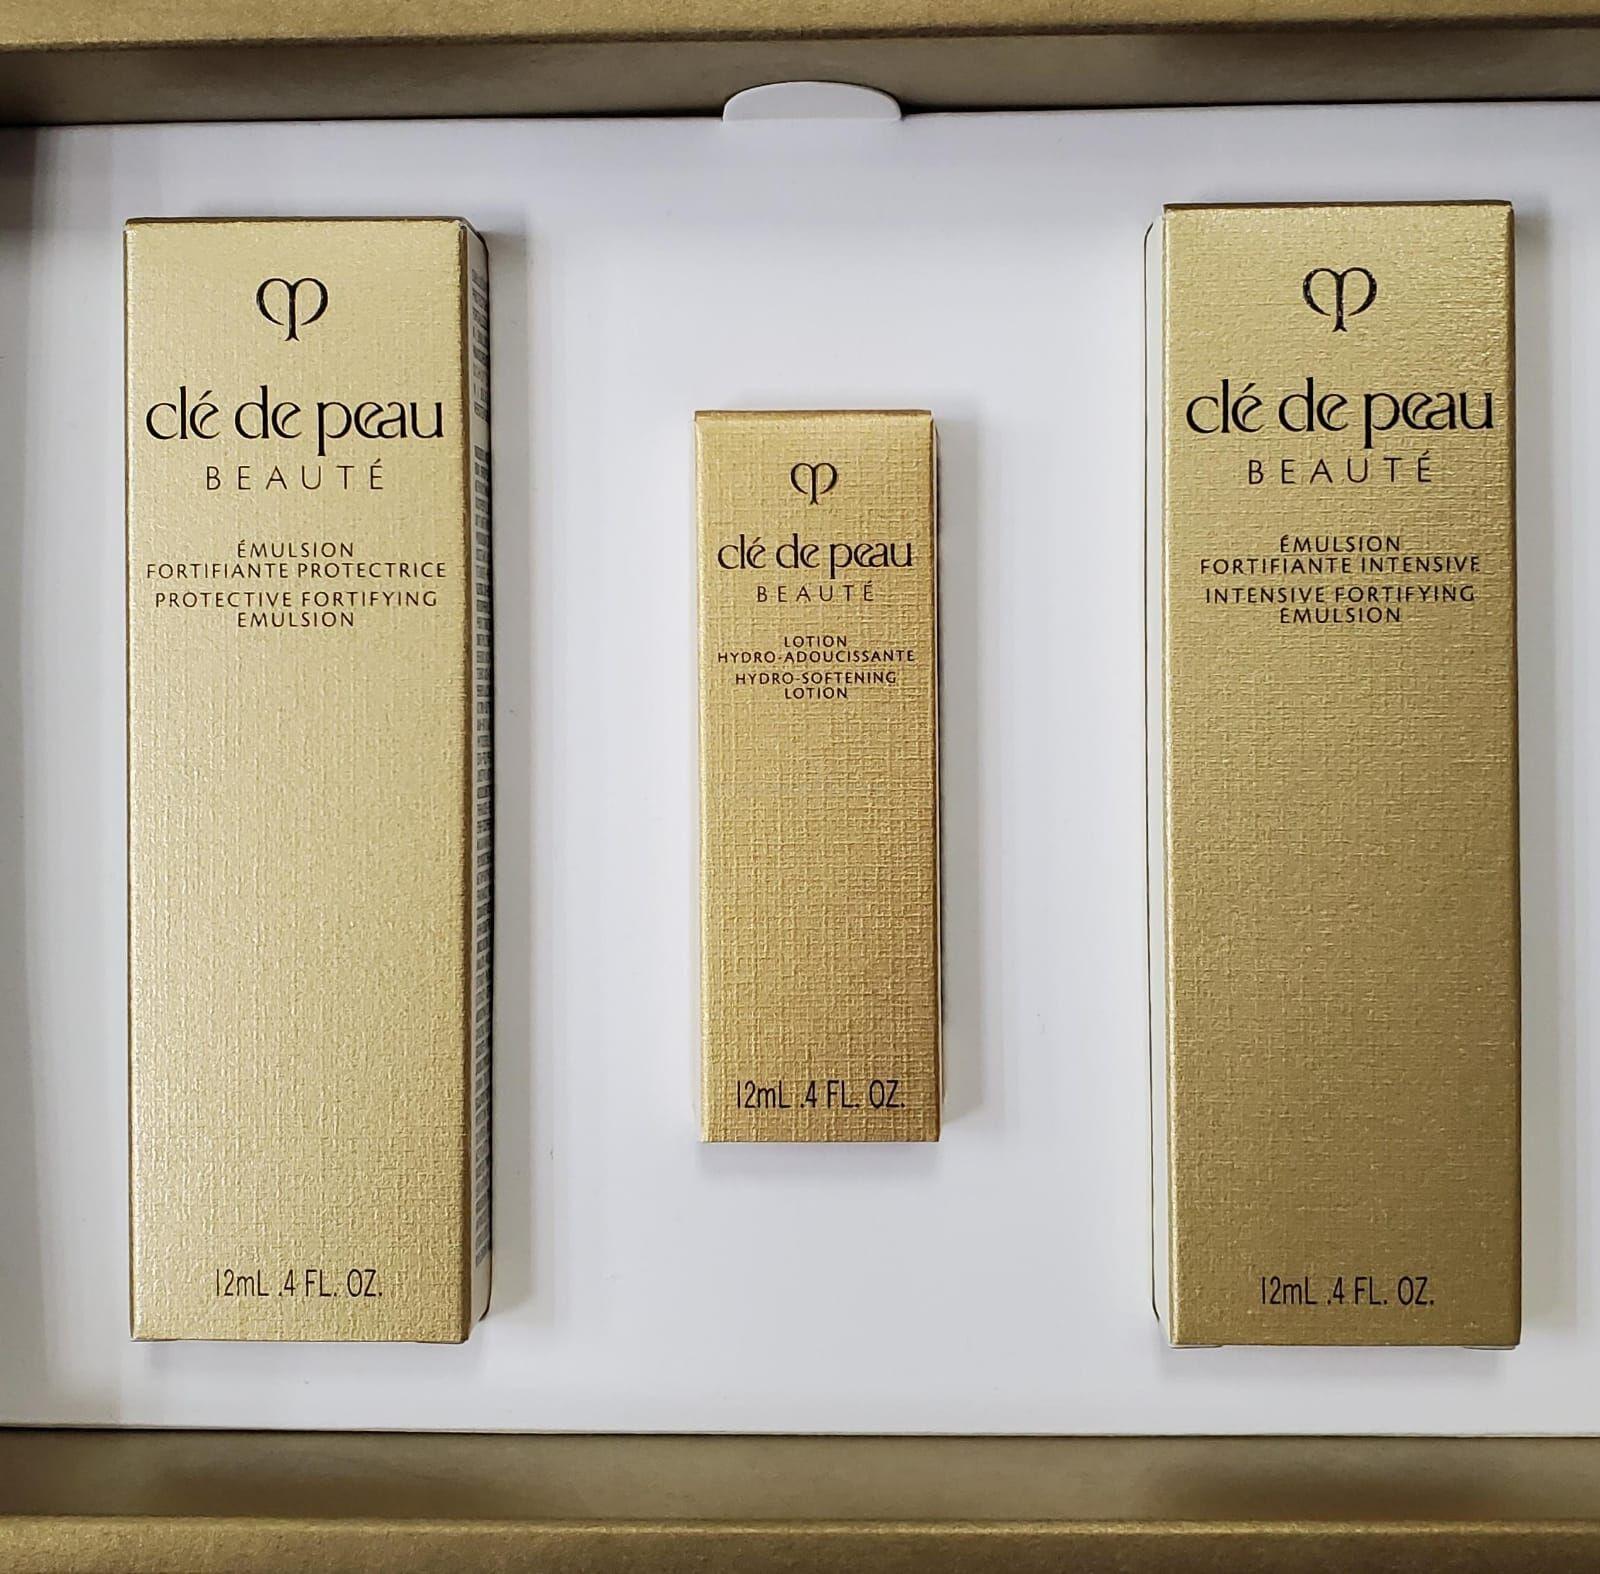 clé de peau
BEAUTÉ
ÉMULSION
FORTIFIANTE PROTECTRICE
PROTECTIVE FORTIFYING
EMULSION
12mL .4 FL. OZ.
clé de peau
BEAUTÉ
LOTION
HYDRO-ADOUCISSANTE
HYDRO-SOFTENING
LOTION
12mL .4 FL. OZ.
clé de peau
BEAUTÉ
ÉMULSION
FORTIFIANTE INTENSIVE
INTENSIVE FORTIFYING
EMULSION
12mL .4 FL. OZ.